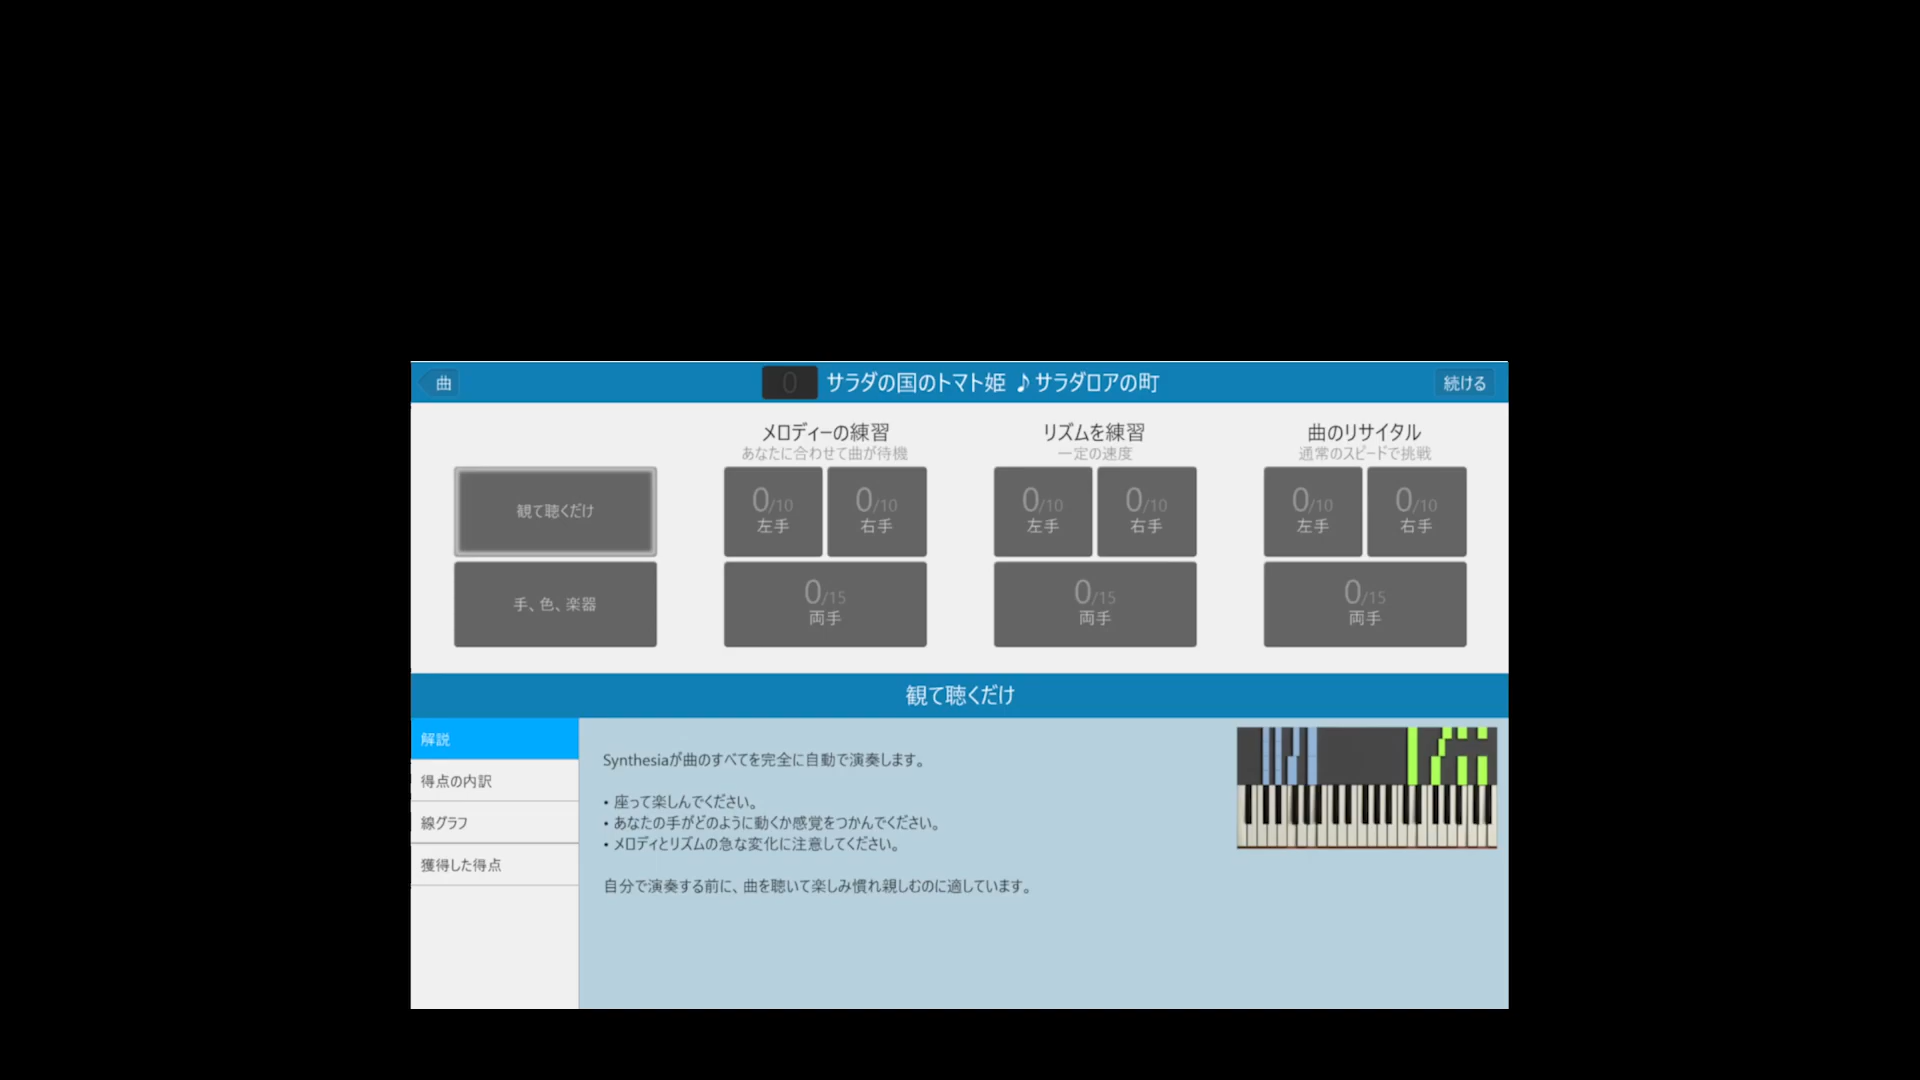 曲
0 サラダの国のトマト姫 ♪サラダロアの町
続ける
メロディーの練習
あなたに合わせて曲が待機
リズムを練習
一定の速度
曲のリサイタル
通常のスピードで挑戦
観て聴くだけ
0/10 左手
0/10 右手
0/10 左手
0/10 右手
0/10 左手
0/10 右手
手、色、楽器
0/15 両手
0/15 両手
0/15 両手
観て聴くだけ
解説
得点の内訳
線グラフ
獲得した得点
Synthesiaが曲のすべてを完全に自動で演奏します。
• 座って楽しんでください。
• あなたの手がどのように動くか感覚をつかんでください。
• メロディとリズムの急な変化に注意してください。
自分で演奏する前に、曲を聴いて楽しみ慣れ親しむのに適しています。